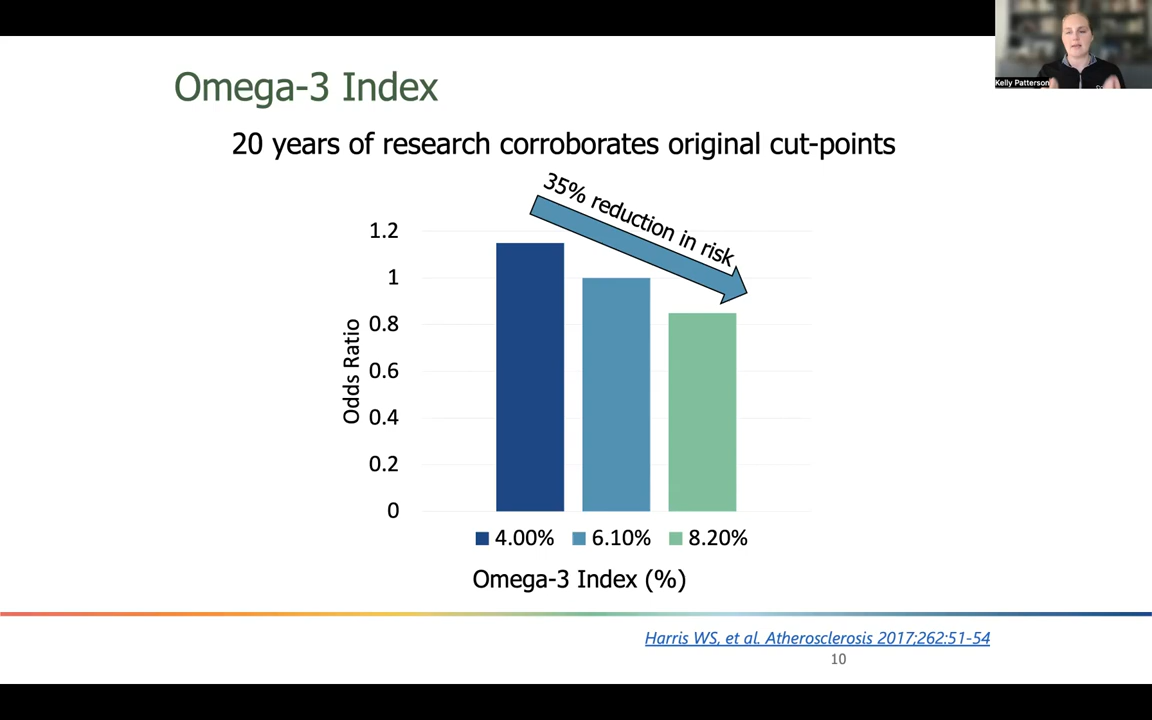 Kelly Patterson
Omega-3 Index
20 years of research corroborates original cut-points
35% reduction in risk
1.2
1
0.8
0.6
0.4
0.2
0
Odds Ratio
4.00% 6.10% 8.20%
Omega-3 Index (%)
Harris WS, et al. Atherosclerosis 2017;262:51-54
10